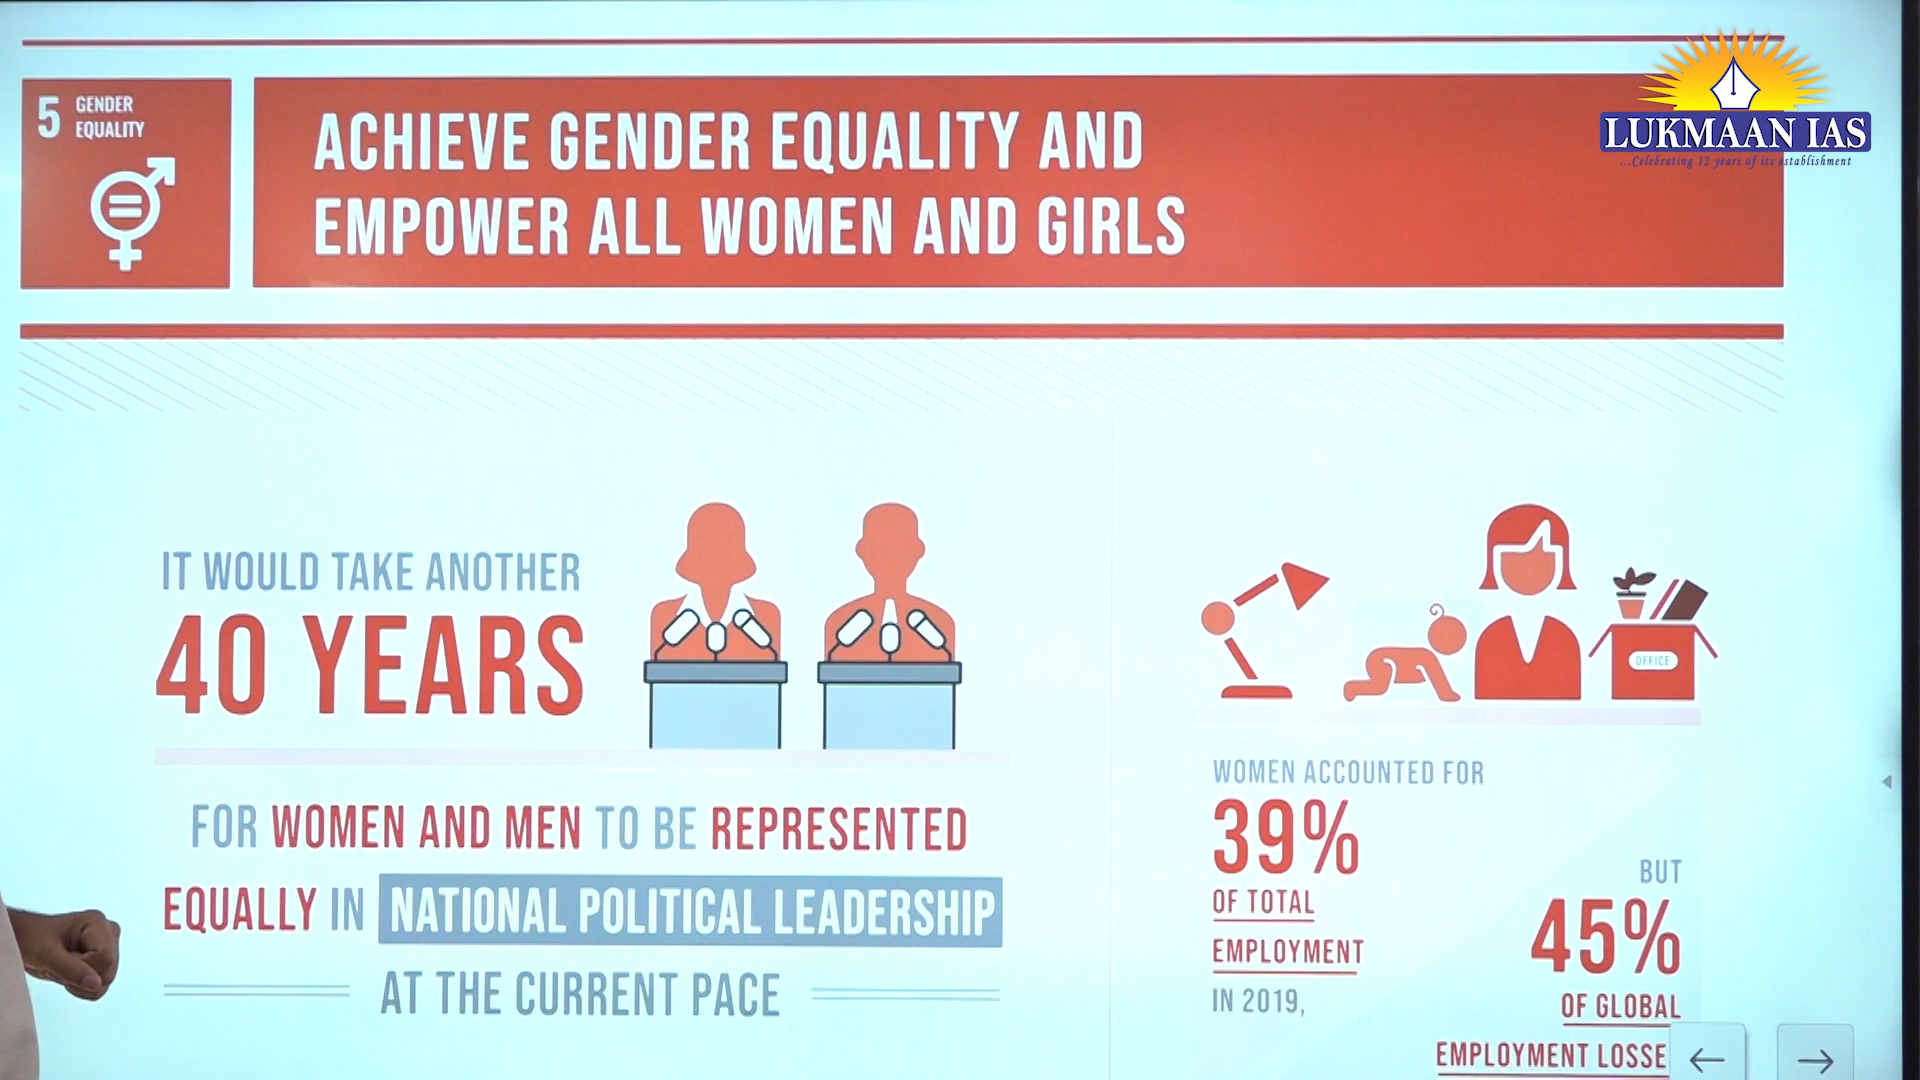 LUKMAAN IAS
...Celebrating 12 years of its establishment
5 GENDER
EQUALITY
ACHIEVE GENDER EQUALITY AND
EMPOWER ALL WOMEN AND GIRLS
IT WOULD TAKE ANOTHER
40 YEARS
FOR WOMEN AND MEN TO BE REPRESENTED
EQUALLY IN NATIONAL POLITICAL LEADERSHIP
AT THE CURRENT PACE
OFFICE
WOMEN ACCOUNTED FOR
39%
OF TOTAL
EMPLOYMENT
IN 2019,
BUT
45%
OF GLOBAL
EMPLOYMENT LOSSE